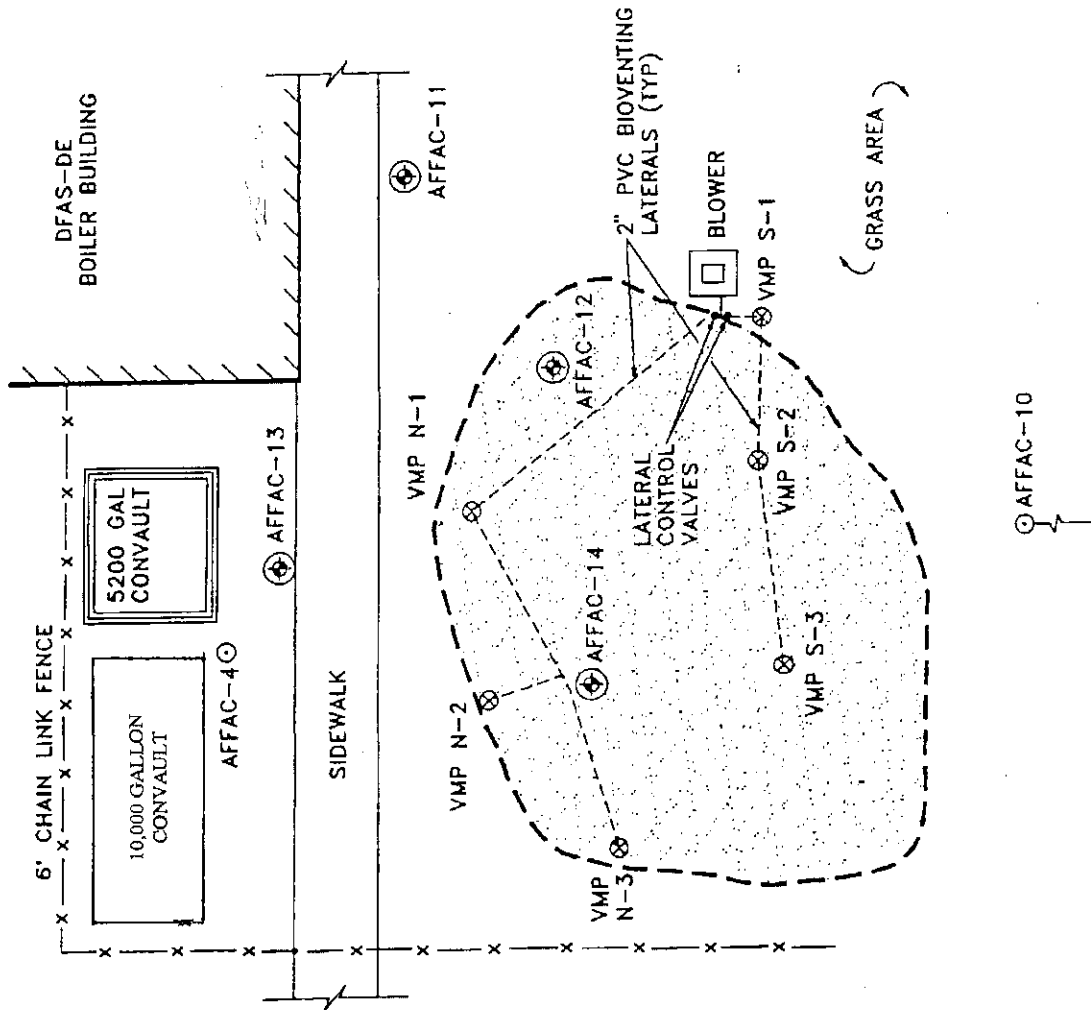 DFAS-DE
BOILER BUILDING
6' CHAIN LINK FENCE
10,000 GALLON
CONVAULT
5200 GAL
CONVAULT
AFFAC-4
AFFAC-13
SIDEWALK
AFFAC-11
VMP N-1
VMP N-2
VMP
N-3
AFFAC-12
AFFAC-14
2" PVC BIOVENTING
LATERALS (TYP)
LATERAL
CONTROL
VALVES
BLOWER
VMP S-1
VMP S-2
VMP S-3
GRASS AREA
AFFAC-10